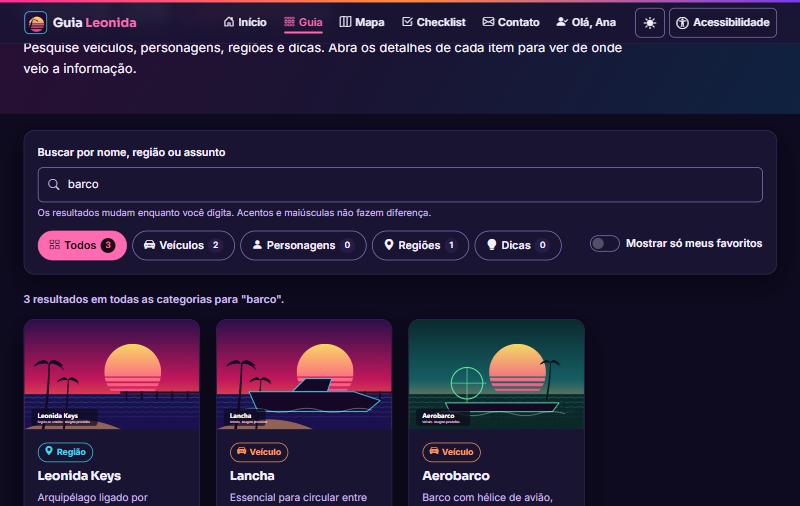 Guia Leonida
Início
Guia
Mapa
Checklist
Contato
Olá, Ana
Acessibilidade
Pesquise veículos, personagens, regiões e dicas. Abra os detalhes de cada item para ver de onde
veio a informação.
Buscar por nome, região ou assunto
barco
Os resultados mudam enquanto você digita. Acentos e maiúsculas não fazem diferença.
Todos 3
Veículos 2
Personagens 0
Regiões 1
Dicas 0
Mostrar só meus favoritos
3 resultados em todas as categorias para "barco".
Leonida Keys
Lancha
Aerobarco
Região
Veículo
Veículo
Leonida Keys
Lancha
Aerobarco
Arquipélago ligado por
Essencial para circular entre
Barco com hélice de avião,